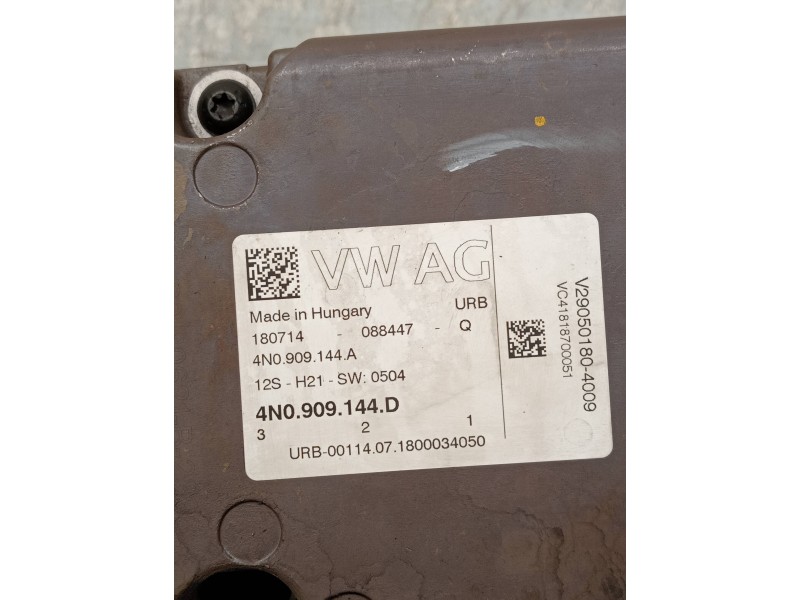 VW AG
Made in Hungary URB
180714 - 088447 - Q
4N0.909.144.A
12S - H21 - SW: 0504
4N0.909.144.D
3 2 1
URB-00114.07.1800034050
V29050180-4009
VC41818700051